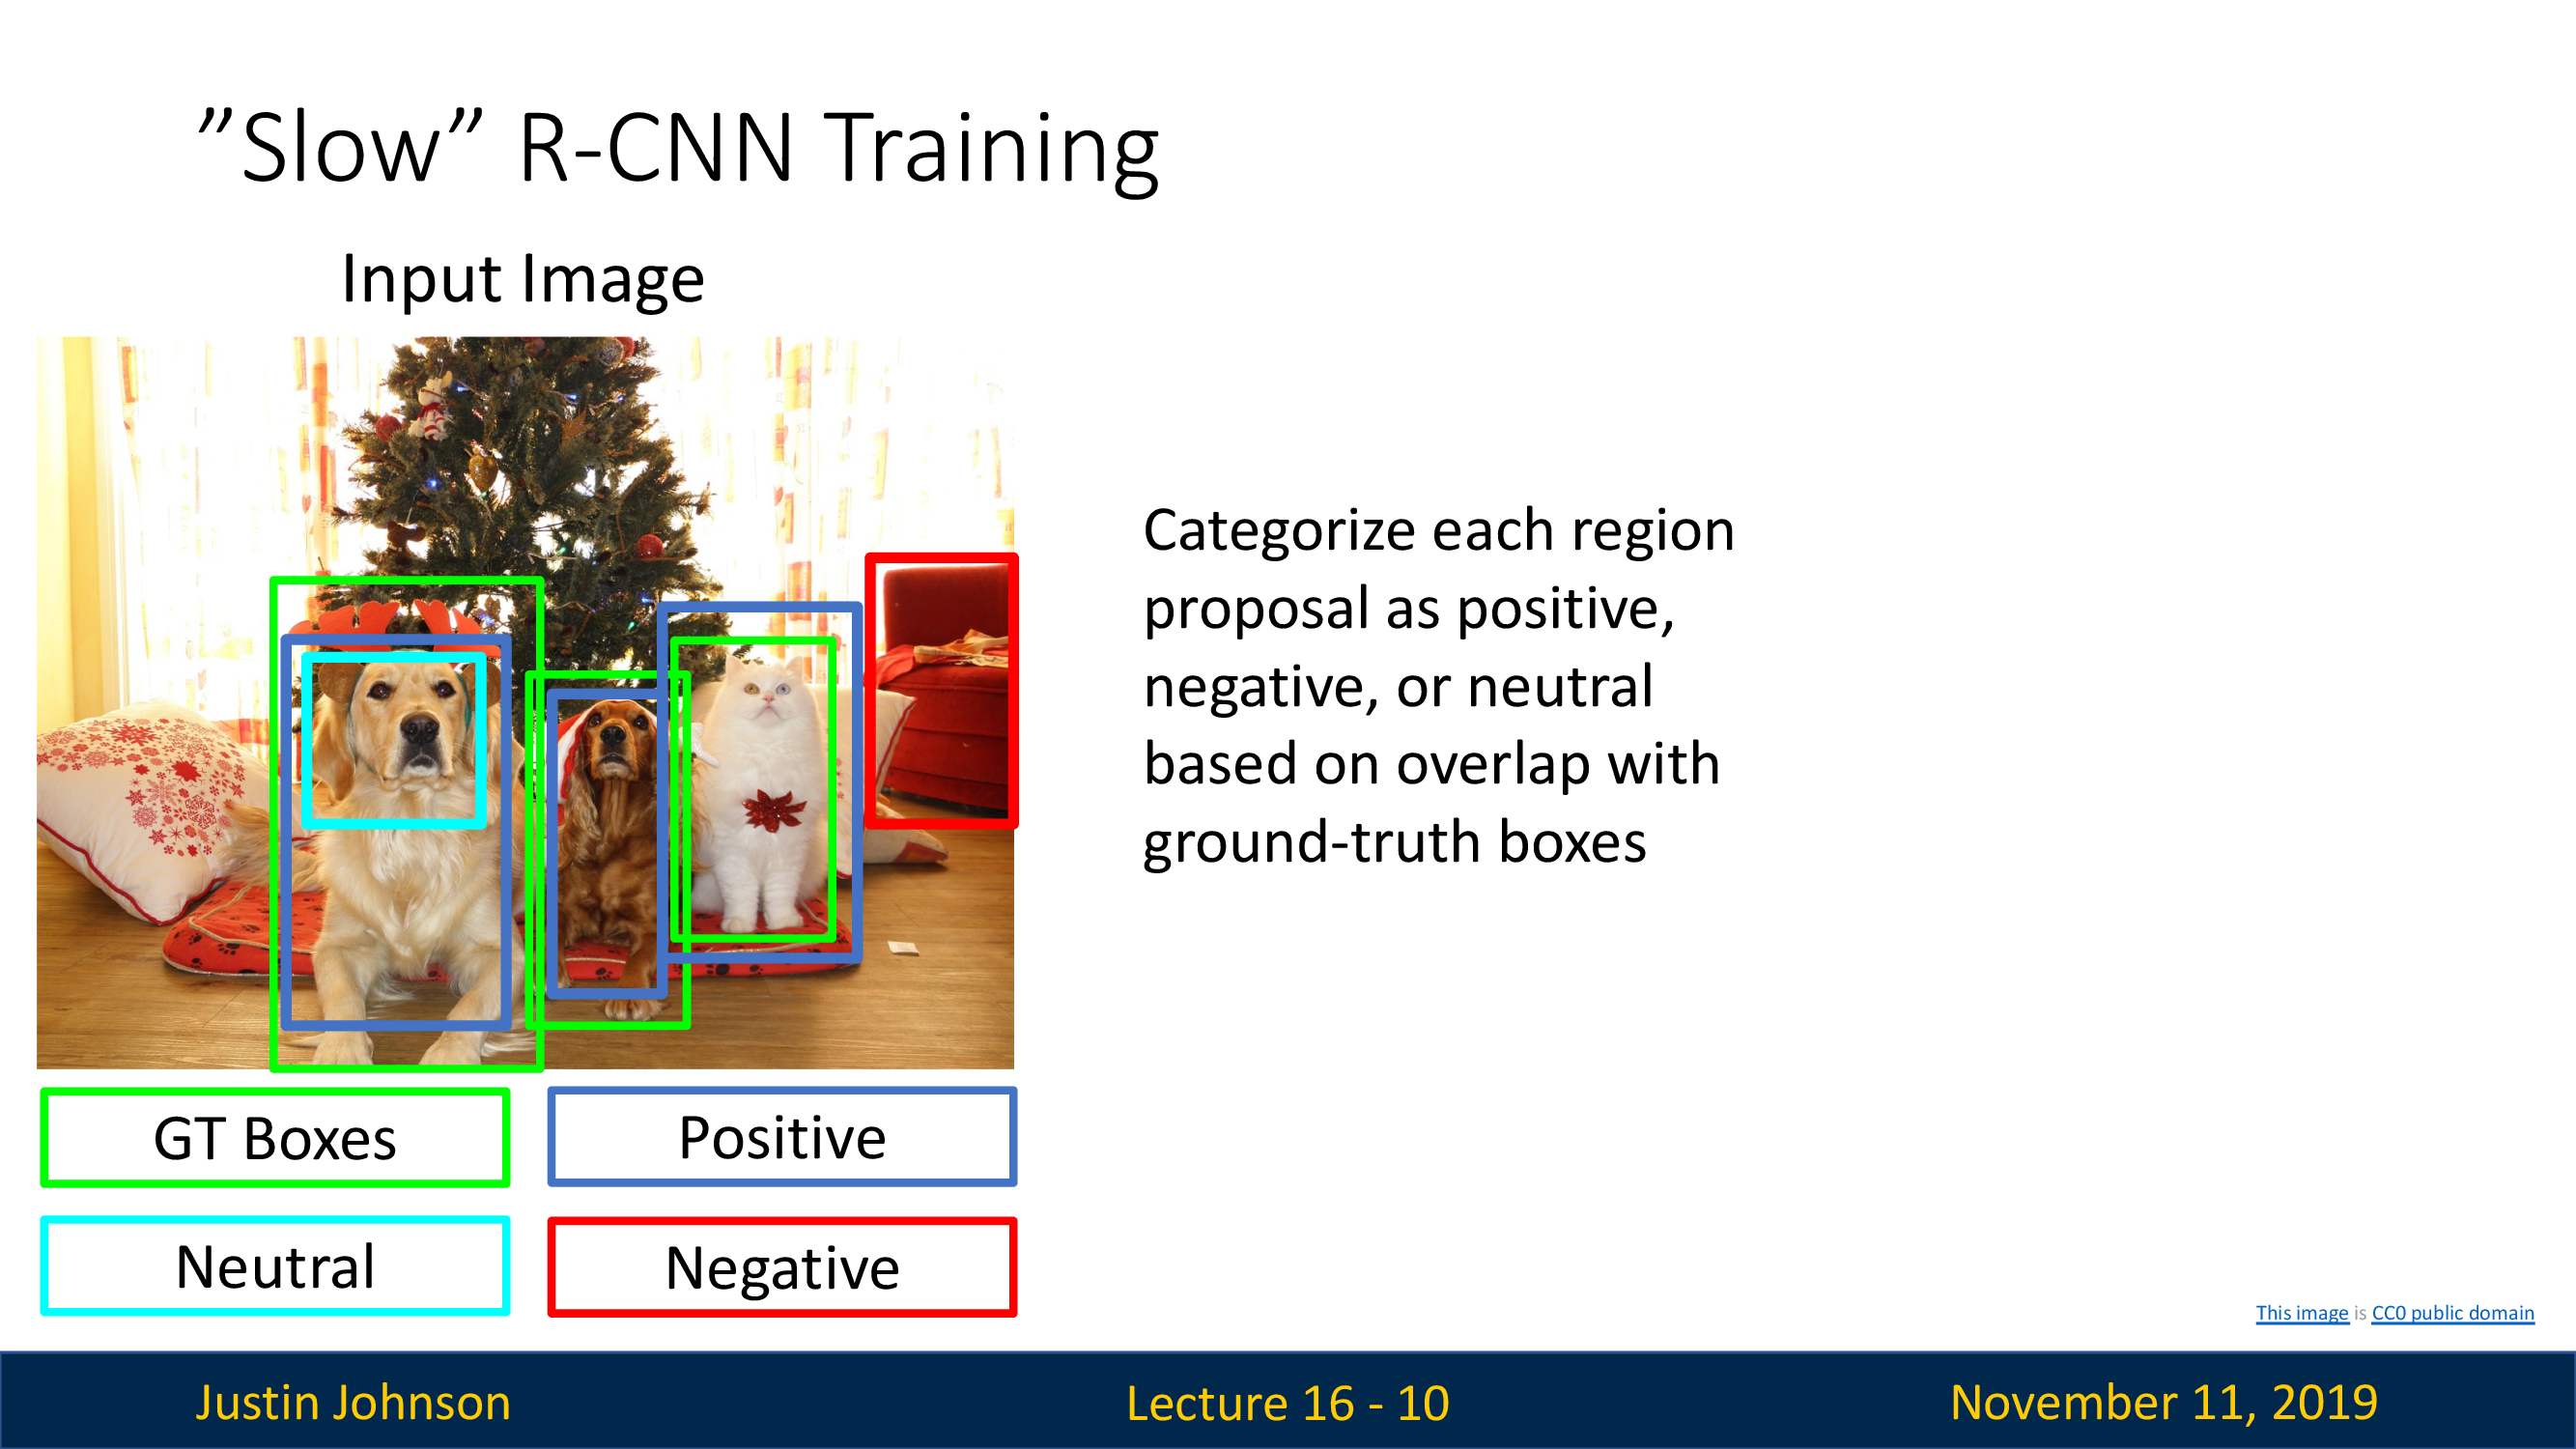 ”Slow” R-CNN Training
Input Image
Categorize each region
proposal as positive,
negative, or neutral
based on overlap with
ground-truth boxes
GT Boxes
Positive
Neutral
Negative
This image is CC0 public domain
Justin Johnson
Lecture 16 - 10
November 11, 2019